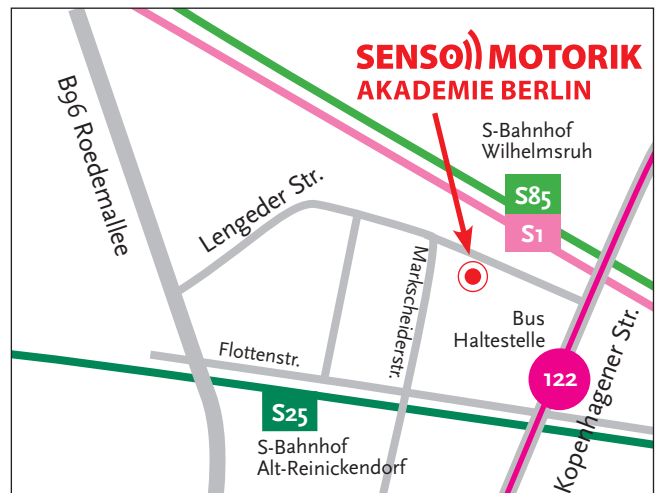 SENSO MOTORIK
AKADEMIE BERLIN
B96 Roedemallee
S-Bahnhof
Wilhelmsruh
S85
S1
Lengeder Str.
Markscheiderstr.
Bus
Haltestelle
122
Kopenhagener Str.
Flottenstr.
S25
S-Bahnhof
Alt-Reinickendorf